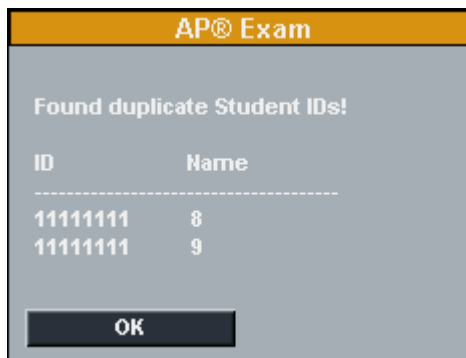 AP® Exam
Found duplicate Student IDs!
ID Name
--------------------------------------
11111111 8
11111111 9
OK